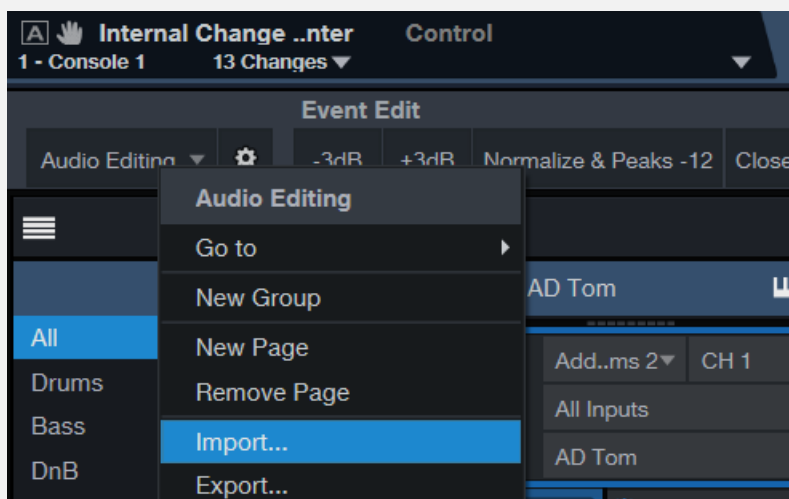 A Internal Change ..nter Control
1 - Console 1 13 Changes
Event Edit
Audio Editing -3dB +3dB Normalize & Peaks -12 Close
Audio Editing
Go to
New Group
AD Tom
All
New Page
Add..ms 2 CH 1
Drums
Remove Page
All Inputs
Bass
Import...
AD Tom
DnB
Export...